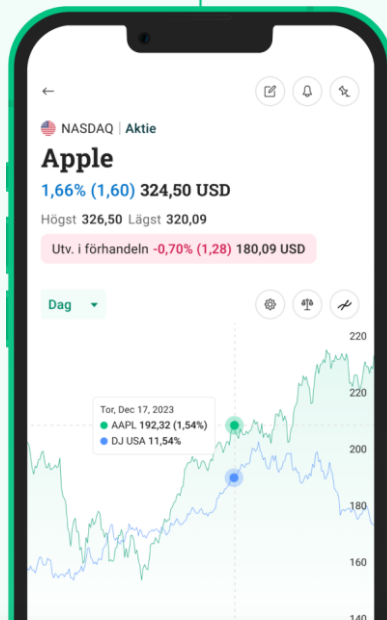 NASDAQ | Aktie
Apple
1,66% (1,60) 324,50 USD
Högst 326,50 Lägst 320,09
Utv. i förhandeln -0,70% (1,28) 180,09 USD
Dag
220
220
Tor, Dec 17, 2023
AAPL 192,32 (1,54%)
DJ USA 11,54%
200
180
160
140